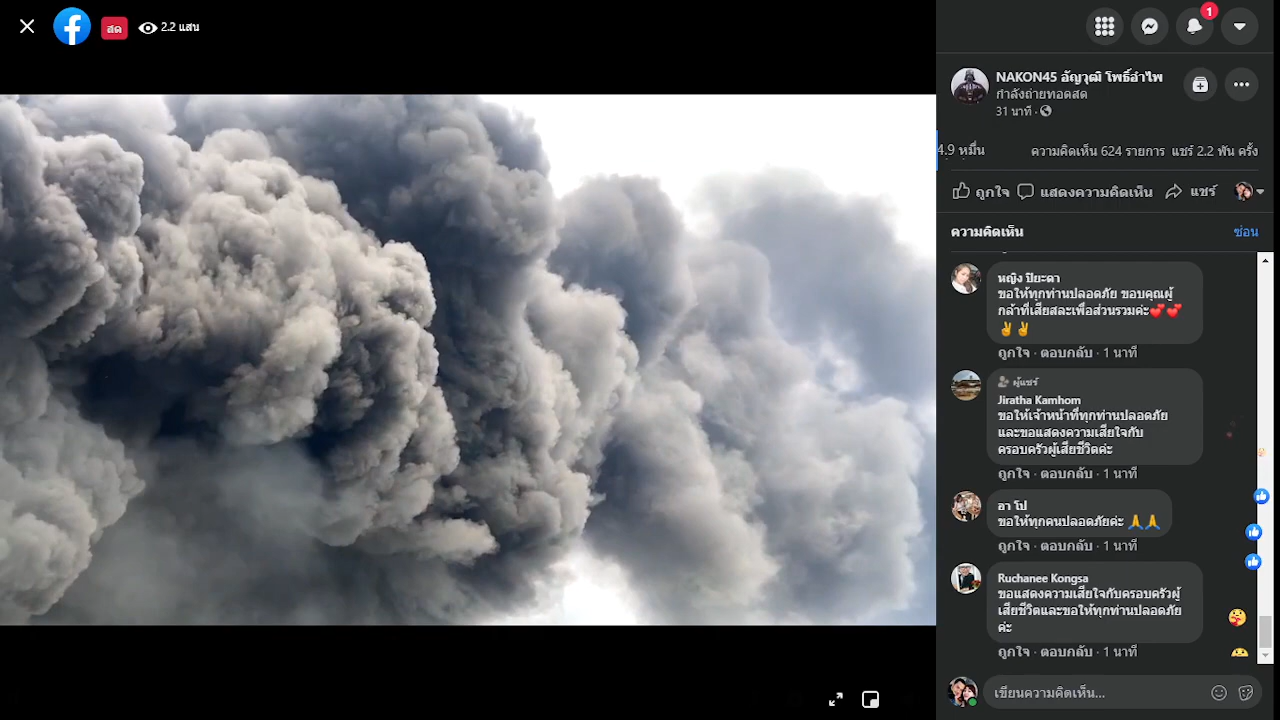 สด
2.2 แสน
1
NAKON45 อัญวุฒิ โพธิ์อำไพ
กำลังถ่ายทอดสด
31 นาที ·
4.9 หมื่น
ความคิดเห็น 624 รายการ แชร์ 2.2 พัน ครั้ง
ถูกใจ
แสดงความคิดเห็น
แชร์
ความคิดเห็น
ซ่อน
หญิง ปิยะดา
ขอให้ทุกท่านปลอดภัย ขอบคุณผู้
กล้าที่เสียสละเพื่อส่วนรวมค่ะ💕💕
✌✌
ถูกใจ · ตอบกลับ · 1 นาที
ผู้แชร์
Jiratha Kamhom
ขอให้เจ้าหน้าที่ทุกท่านปลอดภัย
และขอแสดงความเสียใจกับ
ครอบครัวผู้เสียชีวิตค่ะ
ถูกใจ · ตอบกลับ · 1 นาที
อา โป
ขอให้ทุกคนปลอดภัยค่ะ 🙏🙏
ถูกใจ · ตอบกลับ · 1 นาที
Ruchanee Kongsa
ขอแสดงความเสียใจกับครอบครัวผู้
เสียชีวิตและขอให้ทุกท่านปลอดภัย
ค่ะ
ถูกใจ · ตอบกลับ · 1 นาที
เขียนความคิดเห็น...